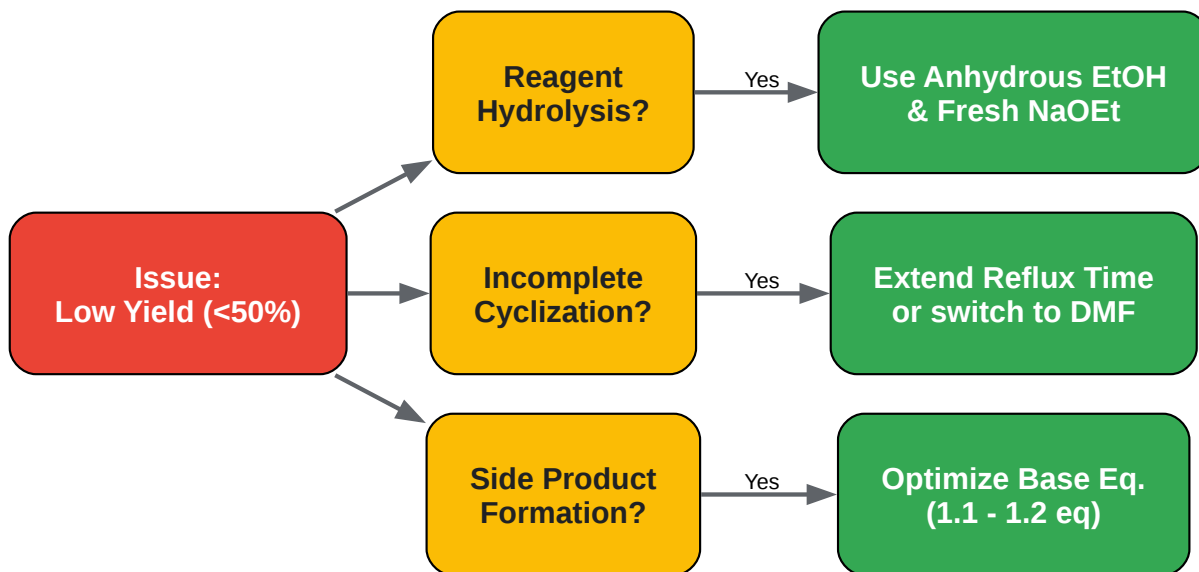 Reagent
Hydrolysis?
Yes
Use Anhydrous EtOH
& Fresh NaOEt
Issue:
Low Yield (<50%)
Incomplete
Cyclization?
Yes
Extend Reflux Time
or switch to DMF
Side Product
Formation?
Yes
Optimize Base Eq.
(1.1 - 1.2 eq)